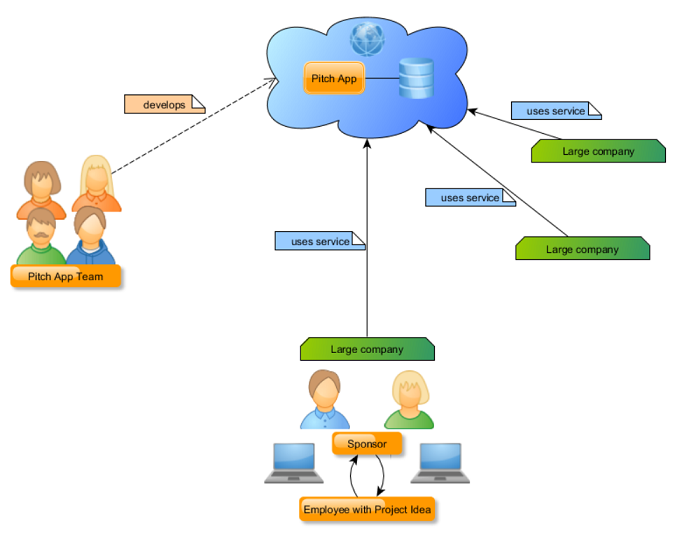 Pitch App
develops
uses service
Large company
Pitch App Team
uses service
uses service
Large company
Large company
Sponsor
Employee with Project Idea